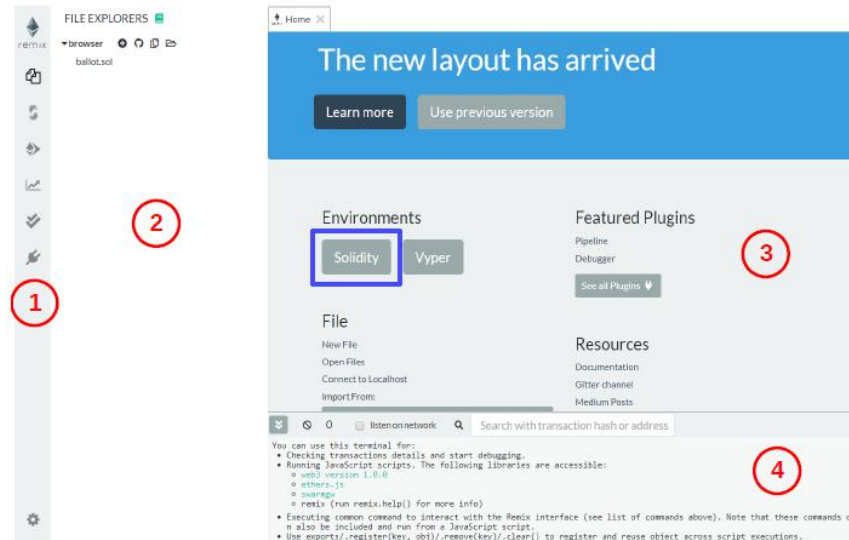 remix
FILE EXPLORERS
browser
ballot.sol
1
2
Home
The new layout has arrived
Learn more
Use previous version
Environments
Solidity
Vyper
Featured Plugins
Pipeline
Debugger
See all Plugins
3
File
New File
Open Files
Connect to Localhost
Import From:
Resources
Documentation
Gitter channel
Medium Posts
0
listen on network
Search with transaction hash or address
You can use this terminal for:
• Checking transactions details and start debugging.
• Running JavaScript scripts. The following libraries are accessible:
o web3 version 1.0.0
o ethers.js
o swarmgw
o remix (run remix.help() for more info)
• Executing common command to interact with the Remix interface (see list of commands above). Note that these commands c
n also be included and run from a JavaScript script.
• Use exports/.register(key, obj)/.remove(key)/.clear() to register and reuse object across script executions.
4